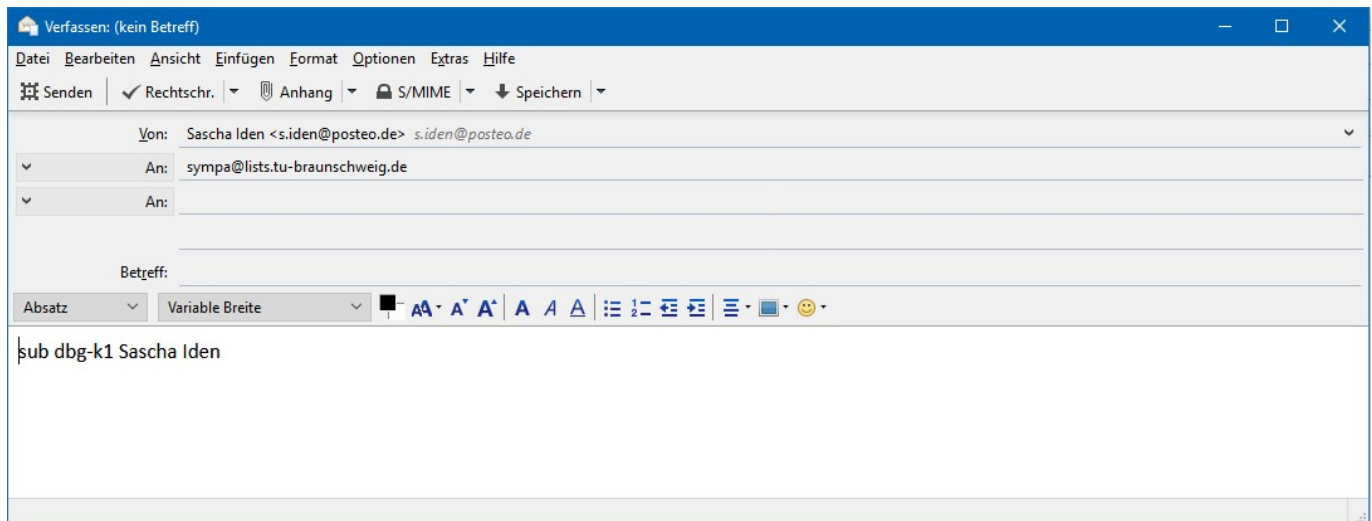 Verfassen: (kein Betreff)
Datei Bearbeiten Ansicht Einfügen Format Optionen Extras Hilfe
Senden Rechtschr. Anhang S/MIME Speichern
Von: Sascha Iden <s.iden@posteo.de> s.iden@posteo.de
An: sympa@lists.tu-braunschweig.de
An:
Betreff:
Absatz Variable Breite
sub dbg-k1 Sascha Iden